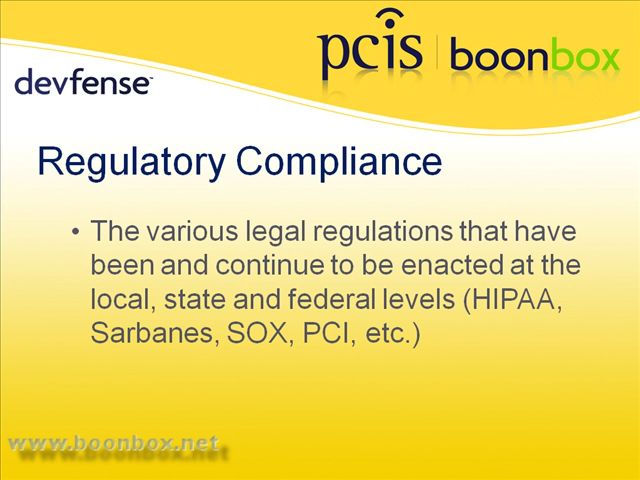 pcis | boonbox
devfense™
Regulatory Compliance
• The various legal regulations that have
been and continue to be enacted at the
local, state and federal levels (HIPAA,
Sarbanes, SOX, PCI, etc.)
www.boonbox.net